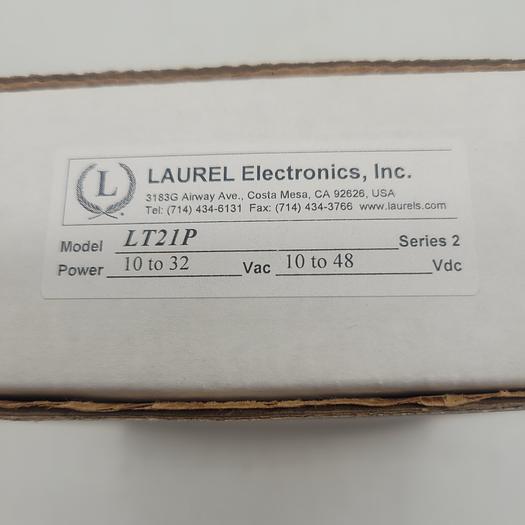 L
LAUREL Electronics, Inc.
3183G Airway Ave., Costa Mesa, CA 92626, USA
Tel: (714) 434-6131 Fax: (714) 434-3766 www.laurels.com
Model LT21P Series 2
Power 10 to 32 Vac 10 to 48 Vdc